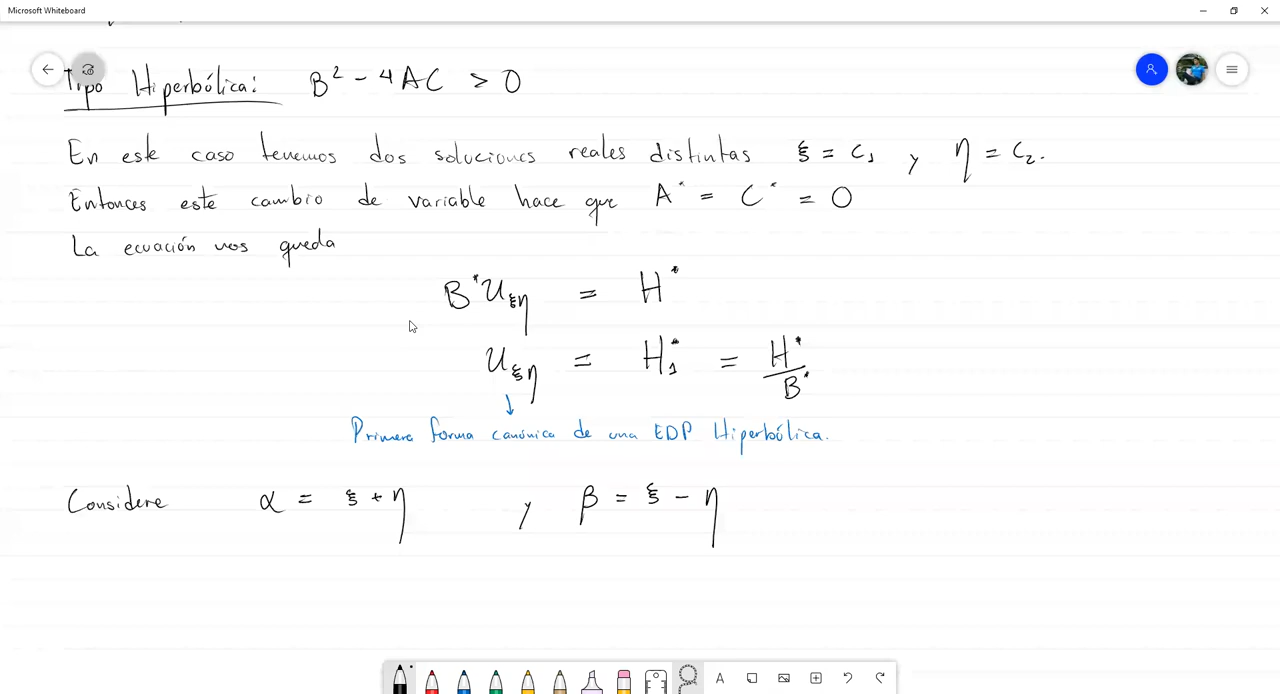 Microsoft Whiteboard
Tipo Hiperbólica: B² - 4AC > 0
En este caso tenemos dos soluciones reales distintas ξ = C₁ y η = C₂.
Entonces este cambio de variable hace que A* = C* = 0
La ecuación nos queda
B*u_ξη = H*
u_ξη = H₁* = H*/B*
↓
Primera forma canónica de una EDP Hiperbólica.
Considere α = ξ + η y β = ξ - η
A